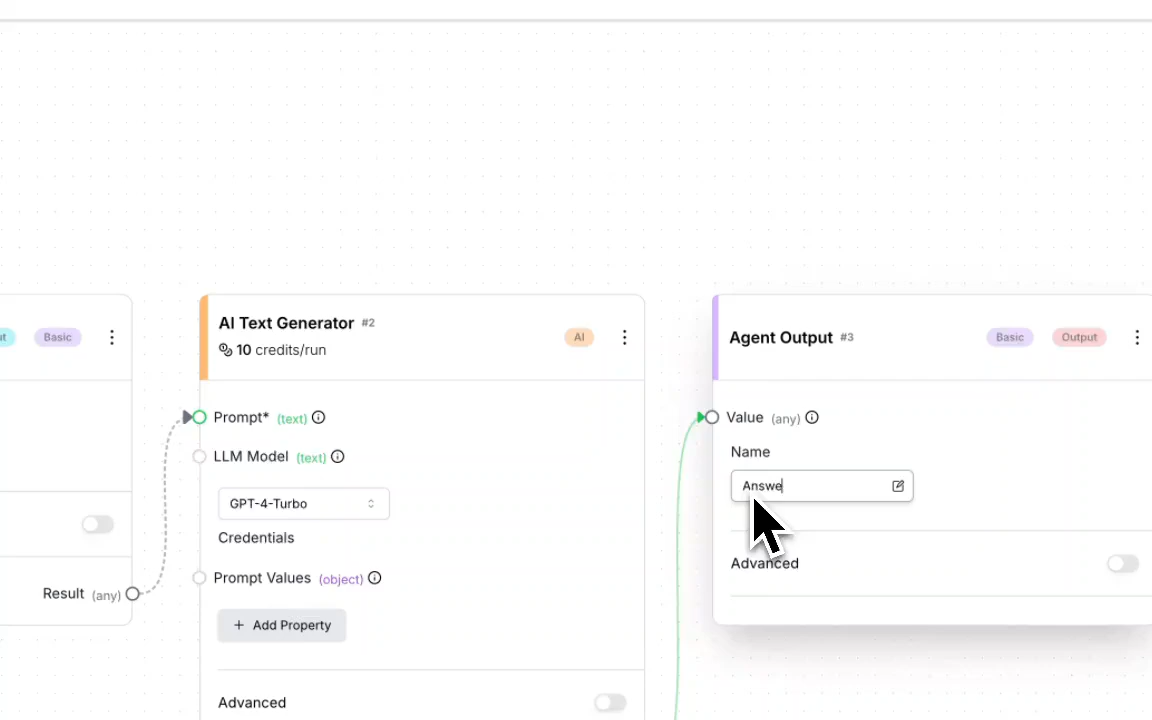 Basic
Result (any)
AI Text Generator #2
10 credits/run
AI
Prompt* (text)
LLM Model (text)
GPT-4-Turbo
Credentials
Prompt Values (object)
+ Add Property
Advanced
Agent Output #3
Basic
Output
Value (any)
Name
Answe
Advanced